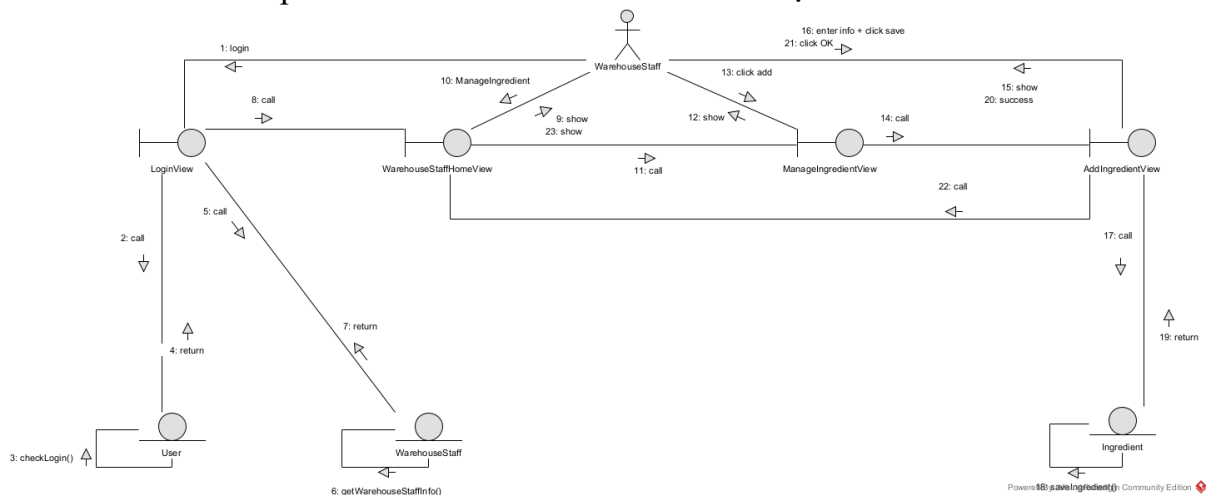 16: enter info + click save
21: click OK
1: login
WarehouseStaff
13: click add
10: ManageIngredient
15: show
20: success
8: call
9: show
23: show
12: show
14: call
LoginView
WarehouseStaffHomeView
11: call
ManageIngredientView
AddIngredientView
22: call
5: call
2: call
17: call
7: return
4: return
19: return
3: checkLogin()
User
WarehouseStaff
Ingredient
6: getWarehouseStaffInfo()
18: saveIngredient()
Community Edition